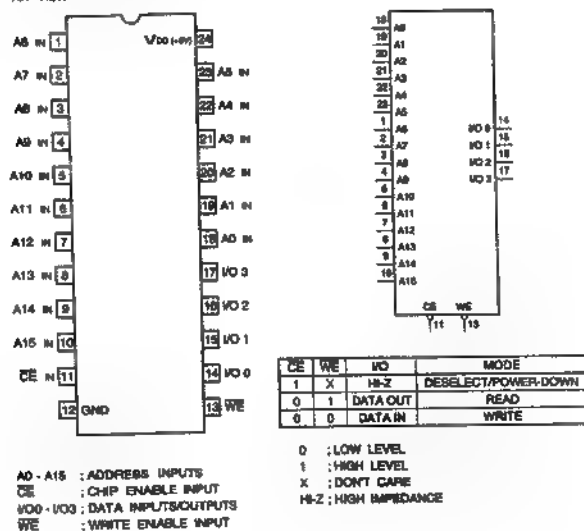 A6 IN 1
A7 IN 2
A8 IN 3
A9 IN 4
A10 IN 5
A11 IN 6
A12 IN 7
A13 IN 8
A14 IN 9
A15 IN 10
CE IN 11
12 GND
VDD (+5V) 24
23 A5 IN
22 A4 IN
21 A3 IN
20 A2 IN
19 A1 IN
18 A0 IN
17 I/O 3
16 I/O 2
15 I/O 1
14 I/O 0
13 WE
18 A0
19 A1
20 A2
21 A3
22 A4
23 A5
1 A6
2 A7
3 A8
4 A9
5 A10
6 A11
7 A12
8 A13
9 A14
10 A15
I/O 0 14
I/O 1 15
I/O 2 16
I/O 3 17
CE WE
11 13
CE WE I/O MODE
1 X HI-Z DESELECT/POWER-DOWN
0 1 DATA OUT READ
0 0 DATA IN WRITE
0 ; LOW LEVEL
1 ; HIGH LEVEL
X ; DON'T CARE
HI-Z ; HIGH IMPEDANCE
A0 - A15 ; ADDRESS INPUTS
CE ; CHIP ENABLE INPUT
I/O0 - I/O3 ; DATA INPUTS/OUTPUTS
WE ; WRITE ENABLE INPUT